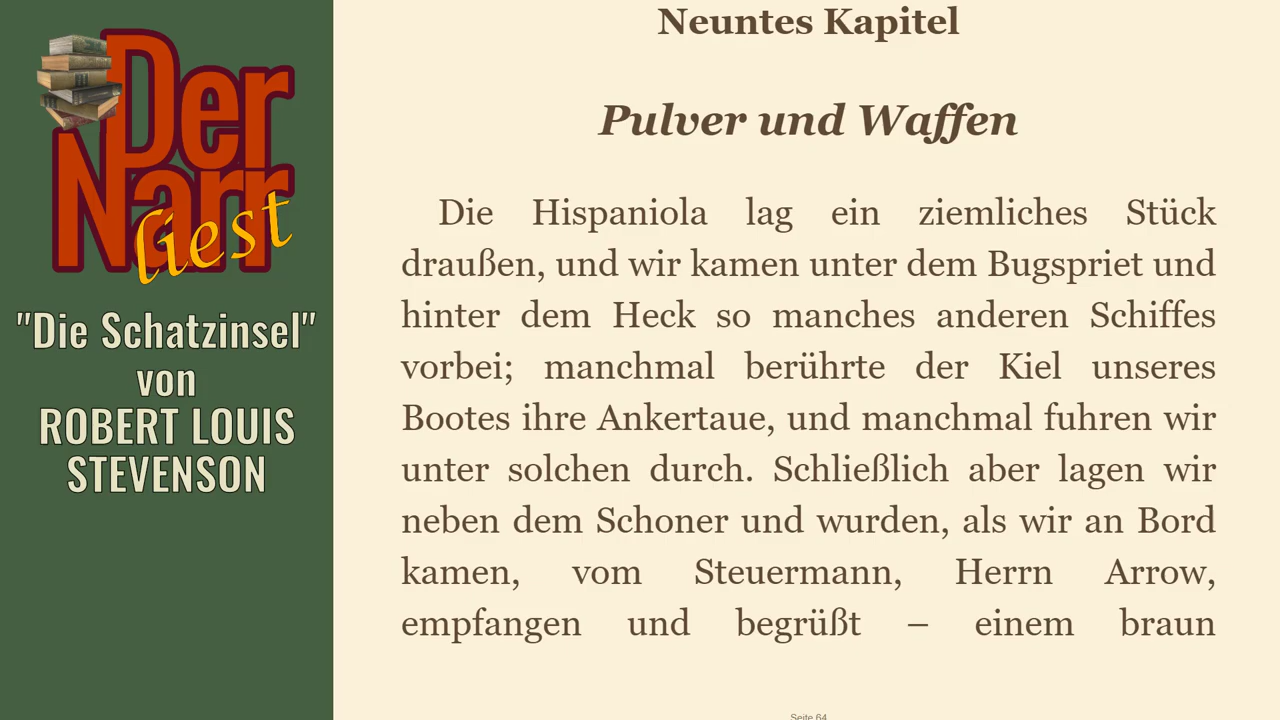 Der
Narr
liest
"Die Schatzinsel"
von
ROBERT LOUIS
STEVENSON
Neuntes Kapitel
Pulver und Waffen
Die Hispaniola lag ein ziemliches Stück
draußen, und wir kamen unter dem Bugspriet und
hinter dem Heck so manches anderen Schiffes
vorbei; manchmal berührte der Kiel unseres
Bootes ihre Ankertaue, und manchmal fuhren wir
unter solchen durch. Schließlich aber lagen wir
neben dem Schoner und wurden, als wir an Bord
kamen, vom Steuermann, Herrn Arrow,
empfangen und begrüßt – einem braun
Seite 64